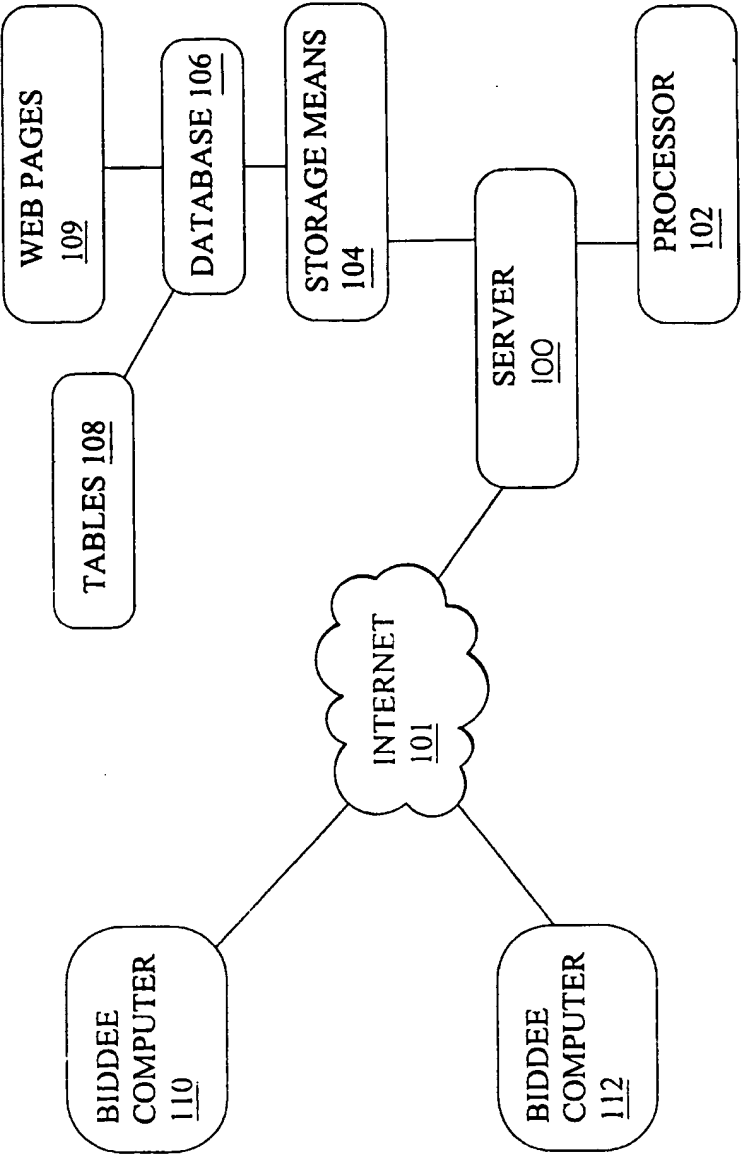 BIDDEE
COMPUTER
110
BIDDEE
COMPUTER
112
INTERNET
101
TABLES 108
WEB PAGES
109
DATABASE 106
STORAGE MEANS
104
SERVER
100
PROCESSOR
102